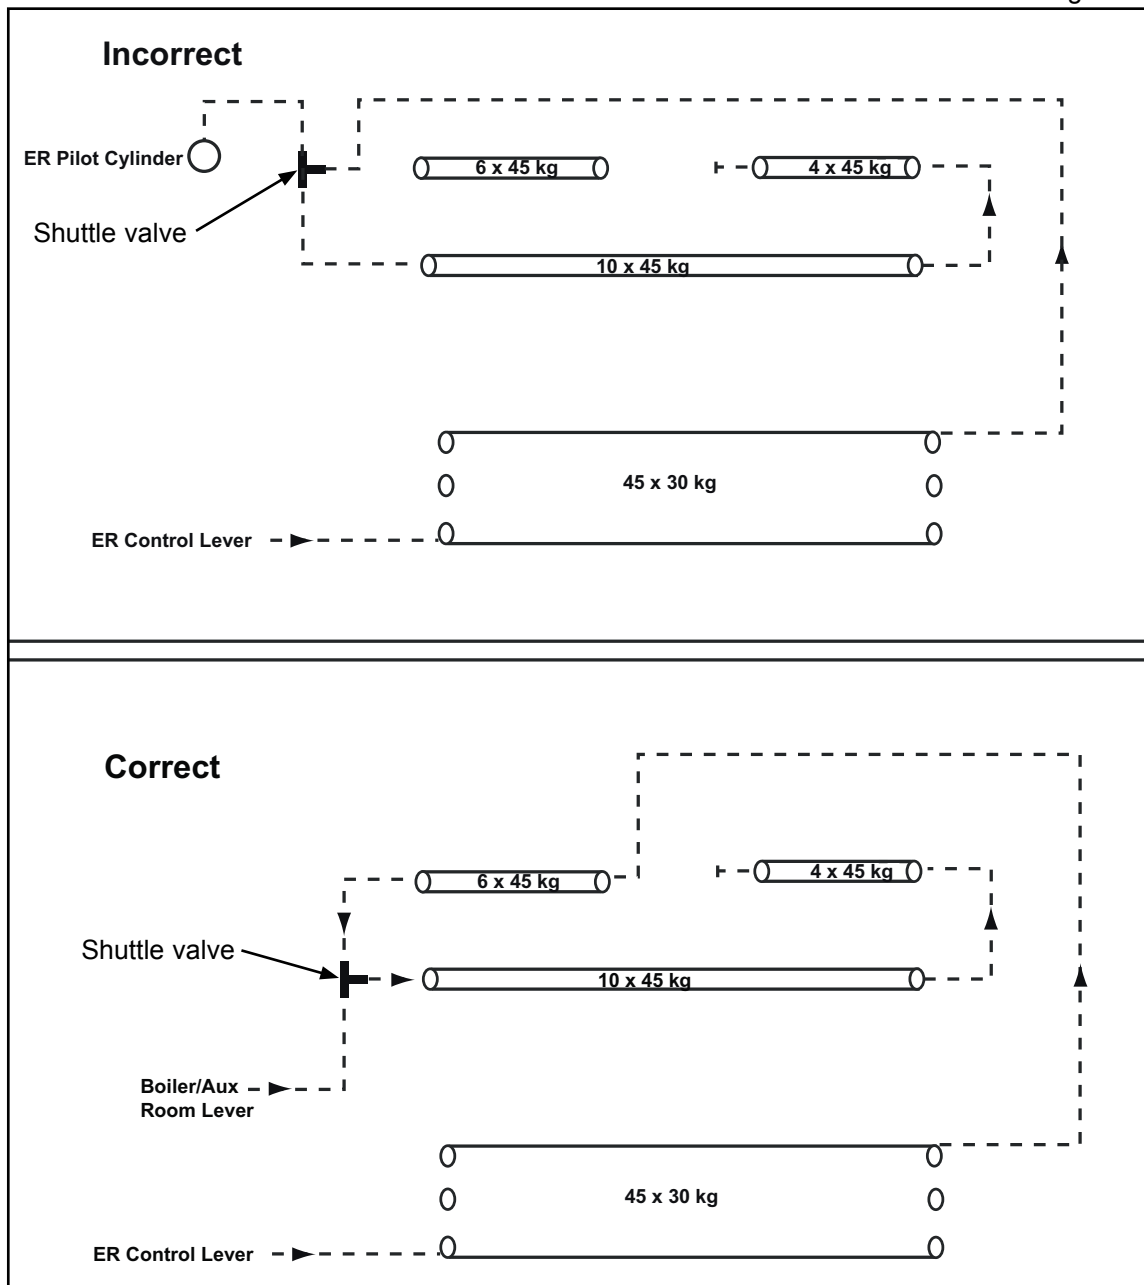 Incorrect
ER Pilot Cylinder
6 x 45 kg
4 x 45 kg
Shuttle valve
10 x 45 kg
45 x 30 kg
ER Control Lever
Correct
6 x 45 kg
4 x 45 kg
Shuttle valve
10 x 45 kg
Boiler/Aux
Room Lever
45 x 30 kg
ER Control Lever